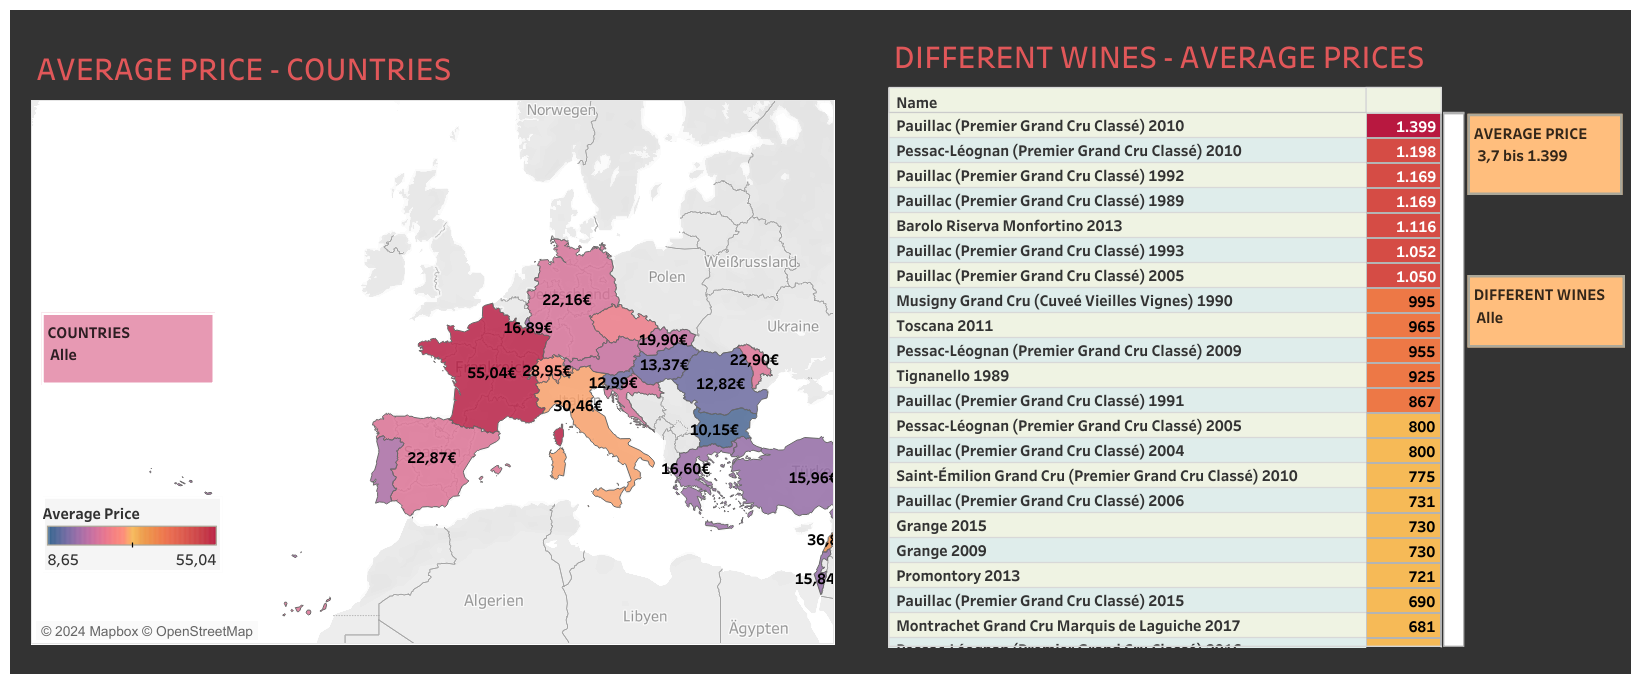 AVERAGE PRICE - COUNTRIES
Norwegen
Polen
Weißrussland
Ukraine
22,16€
16,89€
19,90€
22,90€
55,04€
28,95€
13,37€
12,99€
12,82€
30,46€
10,15€
22,87€
16,60€
15,96€
36,8
15,84
Algerien
Libyen
Ägypten
COUNTRIES
Alle
Average Price
8,65 55,04
© 2024 Mapbox © OpenStreetMap
DIFFERENT WINES - AVERAGE PRICES
Name
Pauillac (Premier Grand Cru Classé) 2010 1.399
Pessac-Léognan (Premier Grand Cru Classé) 2010 1.198
Pauillac (Premier Grand Cru Classé) 1992 1.169
Pauillac (Premier Grand Cru Classé) 1989 1.169
Barolo Riserva Monfortino 2013 1.116
Pauillac (Premier Grand Cru Classé) 1993 1.052
Pauillac (Premier Grand Cru Classé) 2005 1.050
Musigny Grand Cru (Cuveé Vieilles Vignes) 1990 995
Toscana 2011 965
Pessac-Léognan (Premier Grand Cru Classé) 2009 955
Tignanello 1989 925
Pauillac (Premier Grand Cru Classé) 1991 867
Pessac-Léognan (Premier Grand Cru Classé) 2005 800
Pauillac (Premier Grand Cru Classé) 2004 800
Saint-Émilion Grand Cru (Premier Grand Cru Classé) 2010 775
Pauillac (Premier Grand Cru Classé) 2006 731
Grange 2015 730
Grange 2009 730
Promontory 2013 721
Pauillac (Premier Grand Cru Classé) 2015 690
Montrachet Grand Cru Marquis de Laguiche 2017 681
AVERAGE PRICE
3,7 bis 1.399
DIFFERENT WINES
Alle